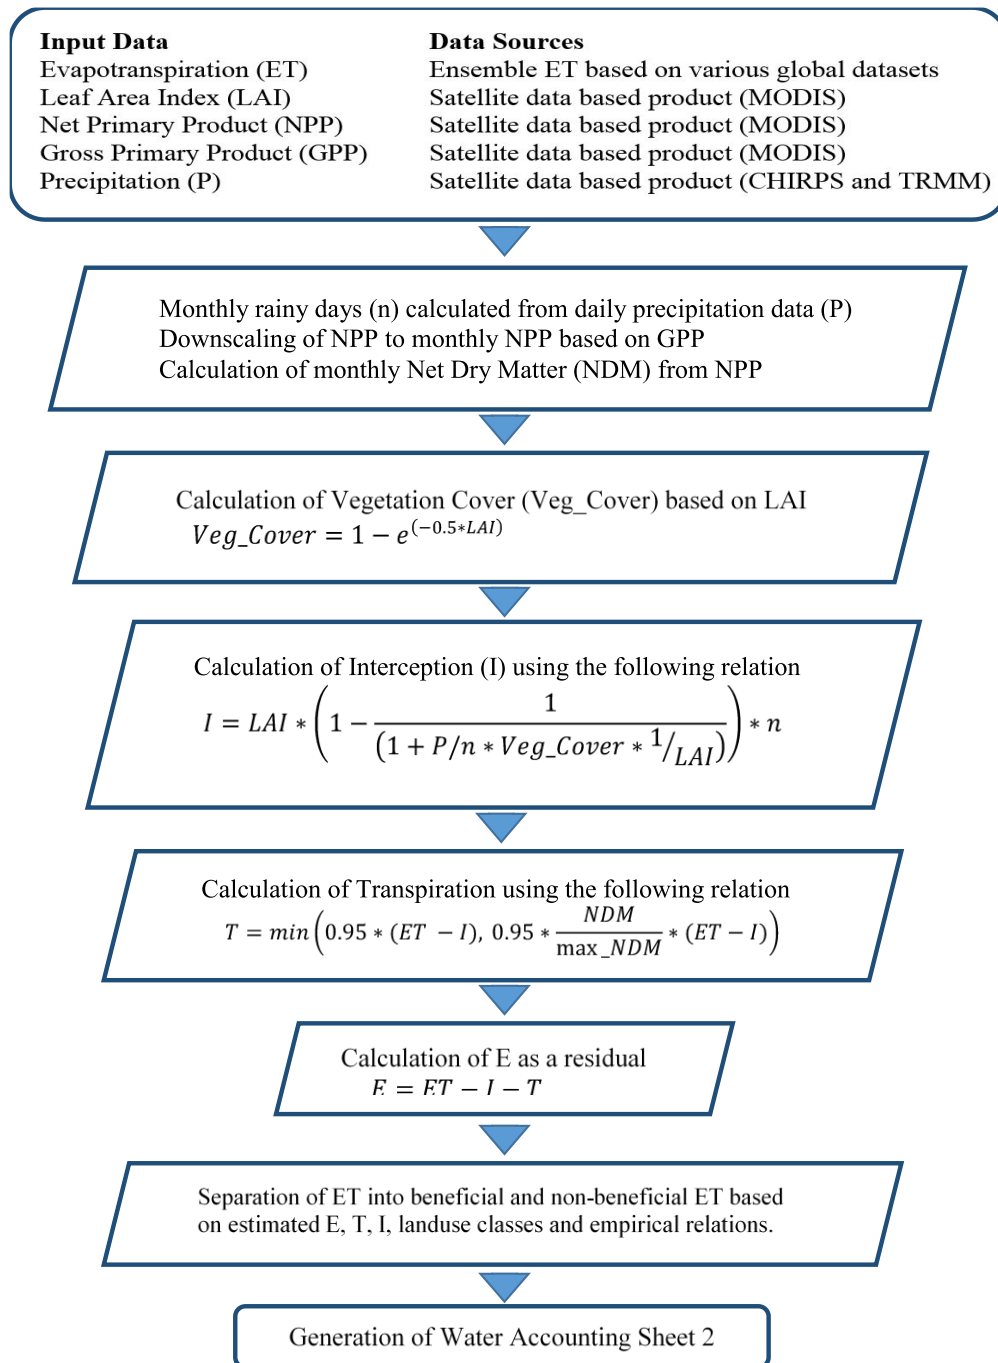 Input Data Data Sources
Evapotranspiration (ET) Ensemble ET based on various global datasets
Leaf Area Index (LAI) Satellite data based product (MODIS)
Net Primary Product (NPP) Satellite data based product (MODIS)
Gross Primary Product (GPP) Satellite data based product (MODIS)
Precipitation (P) Satellite data based product (CHIRPS and TRMM)
Monthly rainy days (n) calculated from daily precipitation data (P)
Downscaling of NPP to monthly NPP based on GPP
Calculation of monthly Net Dry Matter (NDM) from NPP
Calculation of Vegetation Cover (Veg_Cover) based on LAI
Veg_Cover = 1 − e^(−0.5*LAI)
Calculation of Interception (I) using the following relation
I = LAI * (1 − 1/(1 + P/n * Veg_Cover * 1/LAI)) * n
Calculation of Transpiration using the following relation
T = min(0.95 * (ET − I), 0.95 * NDM/max_NDM * (ET − I))
Calculation of E as a residual
E = ET − I − T
Separation of ET into beneficial and non-beneficial ET based
on estimated E, T, I, landuse classes and empirical relations.
Generation of Water Accounting Sheet 2